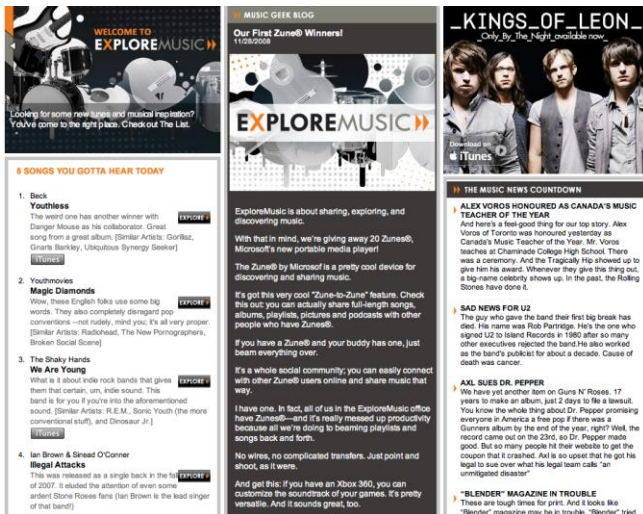 WELCOME TO
EXPLOREMUSIC
Looking for some new tunes and musical inspiration?
You've come to the right place. Check out The List.
5 SONGS YOU GOTTA HEAR TODAY
1. Beck
Youthless
The weird one has another winner with
Danger Mouse as his collaborator. Great
song from a great album. [Similar Artists: Gorillaz,
Gnarls Barkley, Ubiquitous Synergy Seeker]
EXPLORE
iTunes
2. Youthmovies
Magic Diamonds
Wow, these English folks use some big
words. They also completely disregard pop
conventions —not rudely, mind you; it's all very proper.
[Similar Artists: Radiohead, The New Pornographers,
Broken Social Scene]
EXPLORE
3. The Shaky Hands
We Are Young
What is it about indie rock bands that gives
them that certain, um, indie sound. This
band is for you if you're into the aforementioned
sound. [Similar Artists: R.E.M., Sonic Youth (the more
conventional stuff), and Dinosaur Jr.]
EXPLORE
iTunes
4. Ian Brown & Sinead O'Connor
Illegal Attacks
This was released as a single back in the fall
of 2007. It eluded the attention of even some
ardent Stone Roses fans (Ian Brown is the lead singer
of that band!)
EXPLORE
MUSIC GEEK BLOG
Our First Zune® Winners!
11/28/2008
EXPLOREMUSIC
ExploreMusic is about sharing, exploring, and
discovering music.
With that in mind, we're giving away 20 Zunes®,
Microsoft's new portable media player!
The Zune® by Microsof is a pretty cool device for
discovering and sharing music.
It's got this very cool "Zune-to-Zune" feature. Check
this out: you can actually share full-length songs,
albums, playlists, pictures and podcasts with other
people who have Zunes®.
If you have a Zune® and your buddy has one, just
beam everything over.
It's a whole social community; you can easily connect
with other Zune® users online and share music that
way.
I have one. In fact, all of us in the ExploreMusic office
have Zunes®—and it's really messed up productivity
because all we're doing to beaming playlists and
songs back and forth.
No wires, no complicated transfers. Just point and
shoot, as it were.
And get this: if you have an Xbox 360, you can
customize the soundtrack of your games. It's pretty
versatile. And it sounds great, too.
_KINGS_OF_LEON_
_Only_By_The_Night_available now_
Download on
iTunes
THE MUSIC NEWS COUNTDOWN
ALEX VOROS HONOURED AS CANADA'S MUSIC
TEACHER OF THE YEAR
And here's a feel-good thing for our top story. Alex
Voros of Toronto was honoured yesterday as
Canada's Music Teacher of the Year. Mr. Voros
teaches at Chaminade College High School. There
was a ceremony. And the Tragically Hip showed up to
give him his award. Whenever they give this thing out,
a big-name celebrity shows up. In the past, the Rolling
Stones have done it.
SAD NEWS FOR U2
The guy who gave the band their first big break has
died. His name was Rob Partridge. He's the one who
signed U2 to Island Records in 1980 after so many
other executives rejected the band.He also worked
as the band's publicist for about a decade. Cause of
death was cancer.
AXL SUES DR. PEPPER
We have yet another item on Guns N' Roses. 17
years to make an album, just 2 days to file a lawsuit.
You know the whole thing about Dr. Pepper promising
everyone in America a free pop if there was a
Gunners album by the end of the year, right? Well, the
record came out on the 23rd, so Dr. Pepper made
good. But so many people hit their website to get the
coupon that it crashed. Axl is so upset that he got his
legal to sue over what his legal team calls "an
unmitigated disaster"
"BLENDER" MAGAZINE IN TROUBLE
These are tough times for print. And it looks like
"Blender" magazine may be in trouble. "Blender" tried